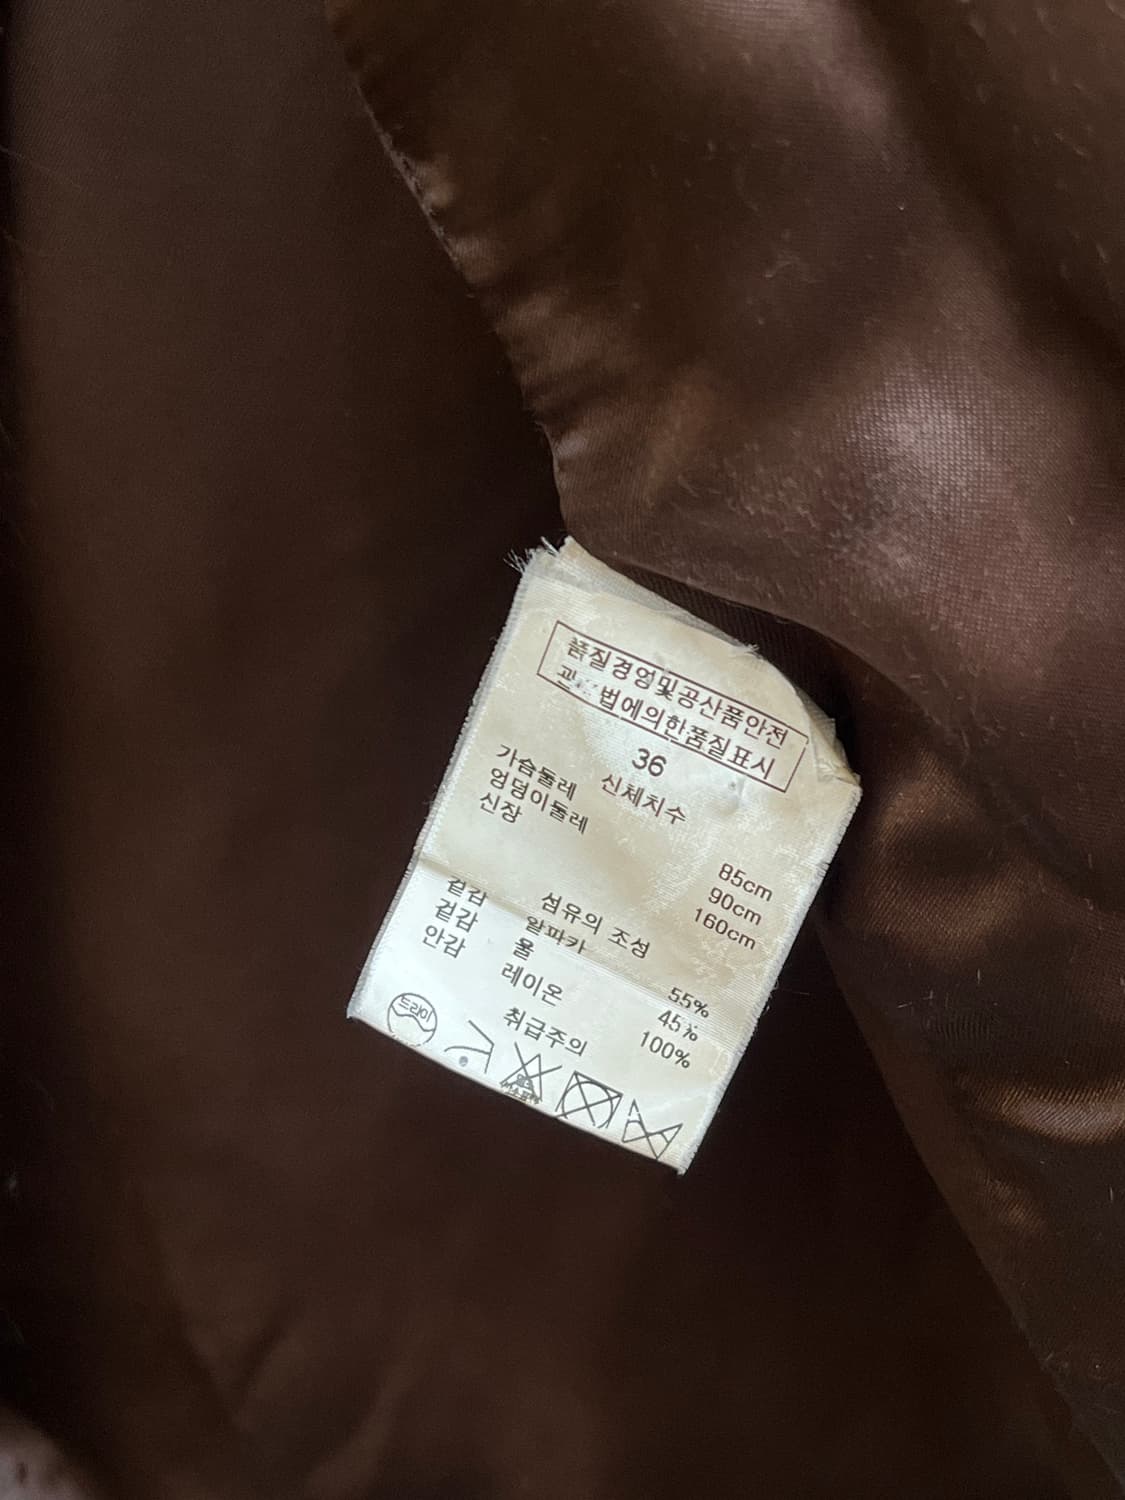 품질경영및공산품안전
법에의한품질표시
36
신체치수
가슴둘레 85cm
엉덩이둘레 90cm
신장 160cm
섬유의 조성
겉감 알파카 55%
겉감 울 45%
안감 레이온 100%
취급주의
드라이